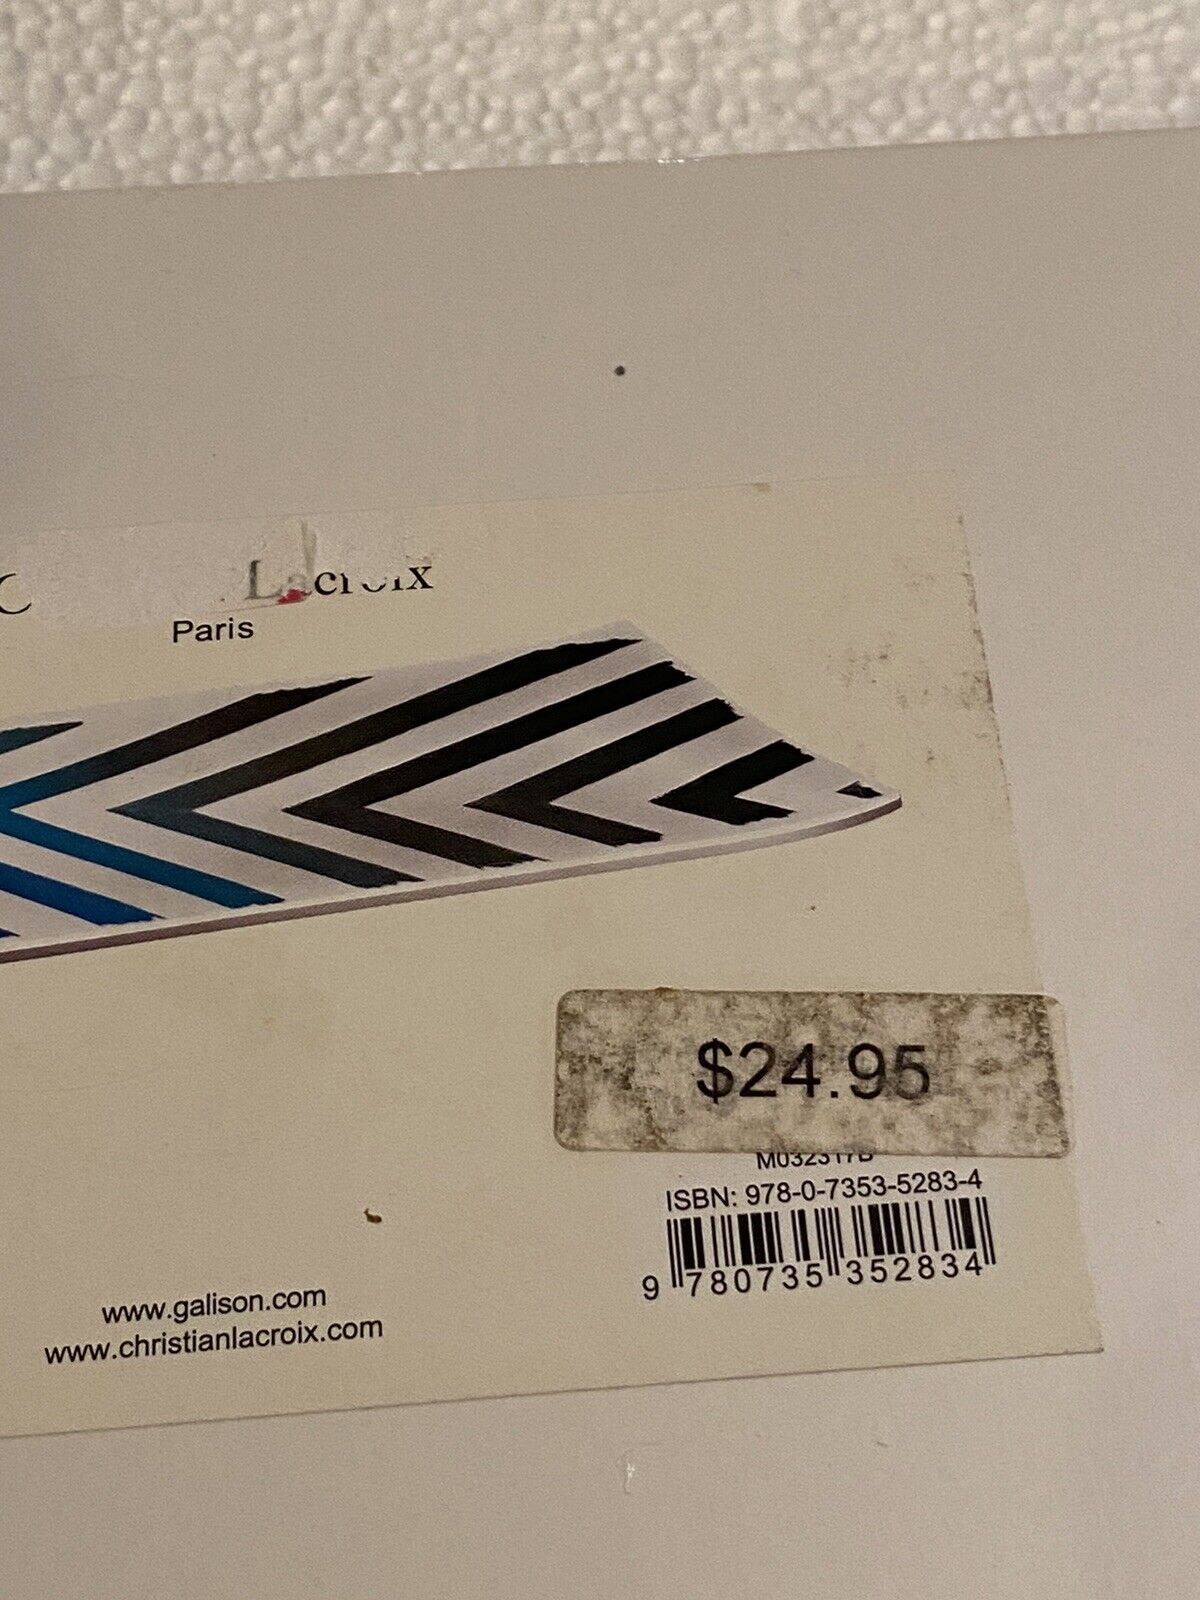 Lacroix
Paris
$24.95
ISBN: 978-0-7353-5283-4
9 780735 352834
www.galison.com
www.christianlacroix.com